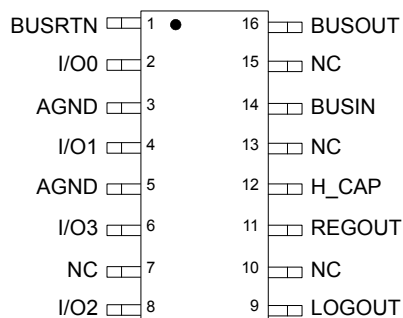 BUSRTN 1 16 BUSOUT
I/O0 2 15 NC
AGND 3 14 BUSIN
I/O1 4 13 NC
AGND 5 12 H_CAP
I/O3 6 11 REGOUT
NC 7 10 NC
I/O2 8 9 LOGOUT